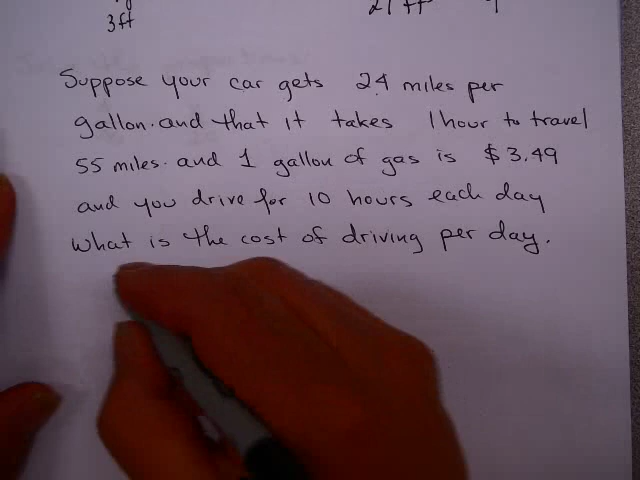 3ft
Suppose your car gets 24 miles per
gallon. and that it takes 1 hour to travel
55 miles. and 1 gallon of gas is $3.49
and you drive for 10 hours each day
What is the cost of driving per day.